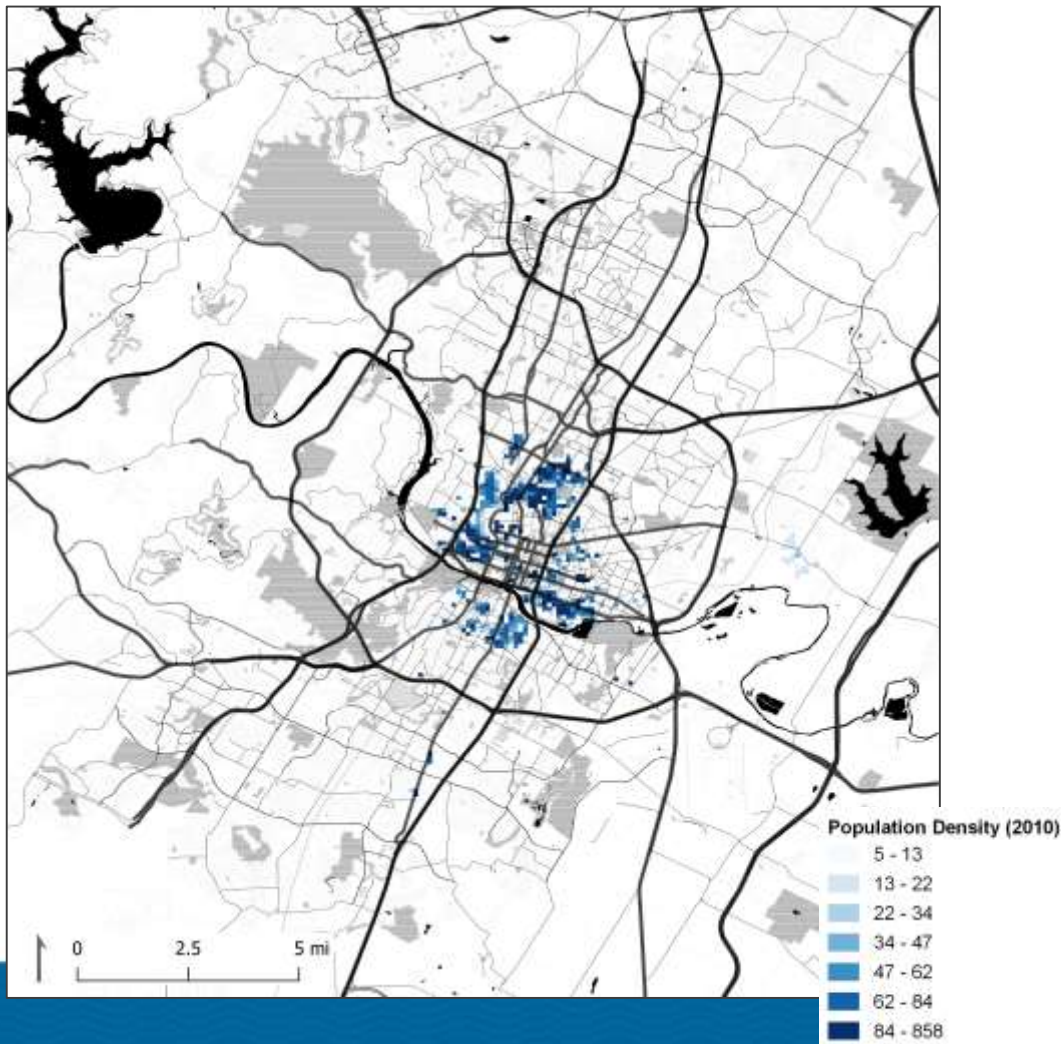 0 2.5 5 mi
Population Density (2010)
5 - 13
13 - 22
22 - 34
34 - 47
47 - 62
62 - 84
84 - 858